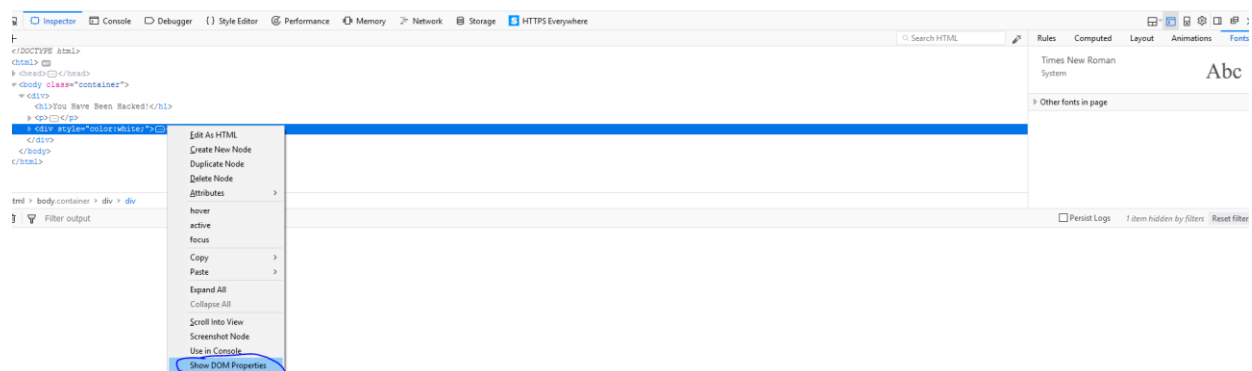 Inspector Console Debugger {} Style Editor Performance Memory Network Storage S HTTPS Everywhere
+ Search HTML Rules Computed Layout Animations Fonts
<!DOCTYPE html>
<html>
<head></head>
<body class="container">
<div>
<h1>You Have Been Hacked!</h1>
<p></p>
<div style="color:white;">
</div>
</body>
</html>
Times New Roman
System
Abc
Other fonts in page
Edit As HTML
Create New Node
Duplicate Node
Delete Node
Attributes >
hover
active
focus
Copy >
Paste >
Expand All
Collapse All
Scroll Into View
Screenshot Node
Use in Console
Show DOM Properties
tml > body.container > div > div
Filter output Persist Logs 1 item hidden by filters Reset filter